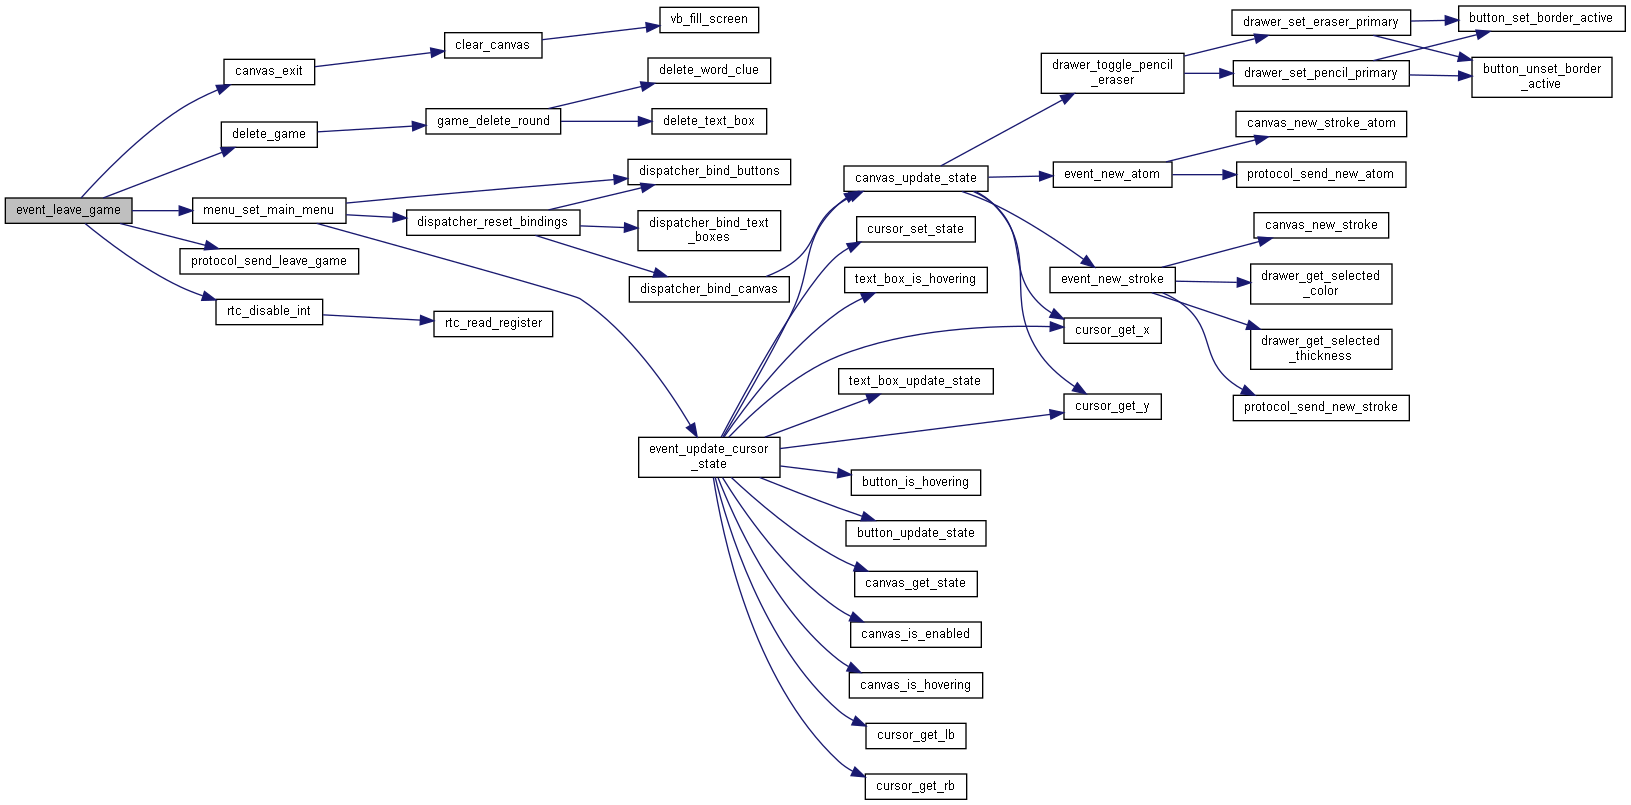 event_leave_game
canvas_exit
clear_canvas
vb_fill_screen
delete_game
game_delete_round
delete_word_clue
delete_text_box
menu_set_main_menu
dispatcher_bind_buttons
dispatcher_reset_bindings
dispatcher_bind_text
_boxes
dispatcher_bind_canvas
protocol_send_leave_game
rtc_disable_int
rtc_read_register
event_update_cursor
_state
canvas_update_state
cursor_set_state
text_box_is_hovering
text_box_update_state
button_is_hovering
button_update_state
canvas_get_state
canvas_is_enabled
canvas_is_hovering
cursor_get_lb
cursor_get_rb
drawer_toggle_pencil
_eraser
event_new_atom
event_new_stroke
cursor_get_x
cursor_get_y
drawer_set_eraser_primary
drawer_set_pencil_primary
canvas_new_stroke_atom
protocol_send_new_atom
canvas_new_stroke
drawer_get_selected
_color
drawer_get_selected
_thickness
protocol_send_new_stroke
button_set_border_active
button_unset_border
_active